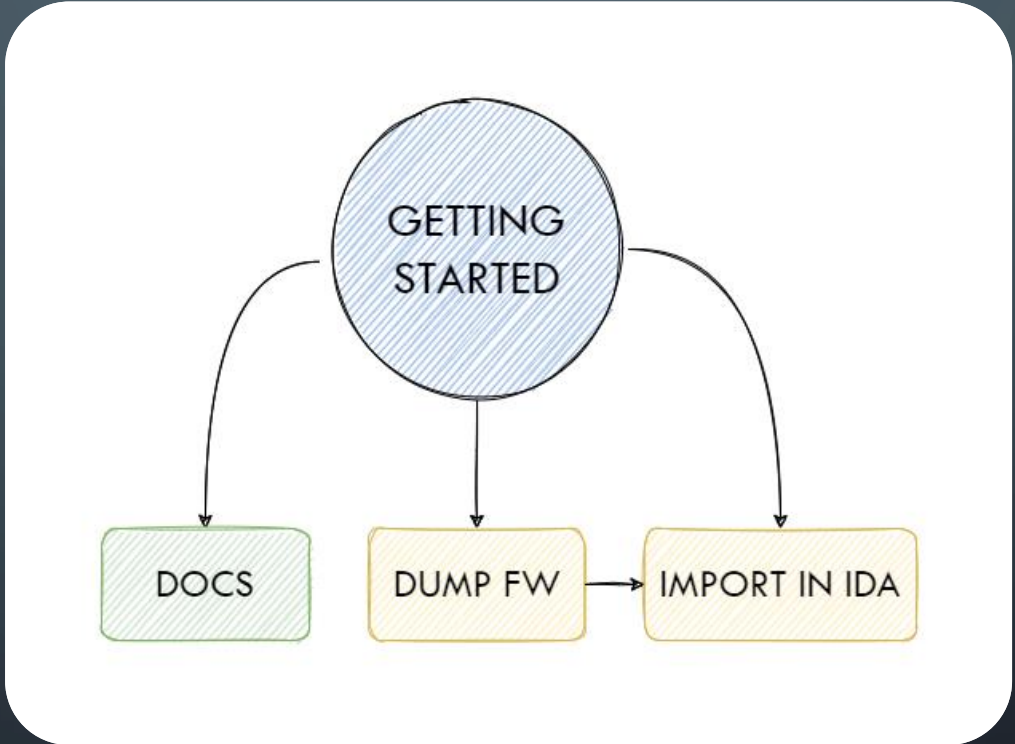 GETTING
STARTED
DOCS
DUMP FW
IMPORT IN IDA